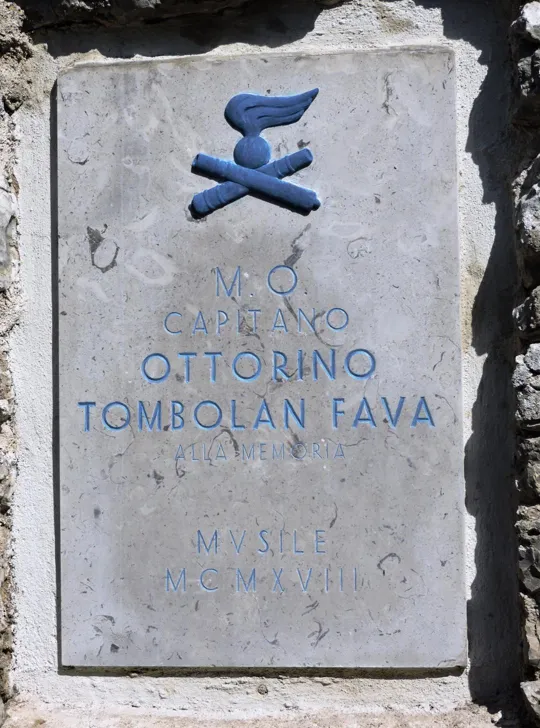 M. O.
CAPITANO
OTTORINO
TOMBOLAN FAVA
ALLA MEMORIA
MVSILE
MCMXVIII